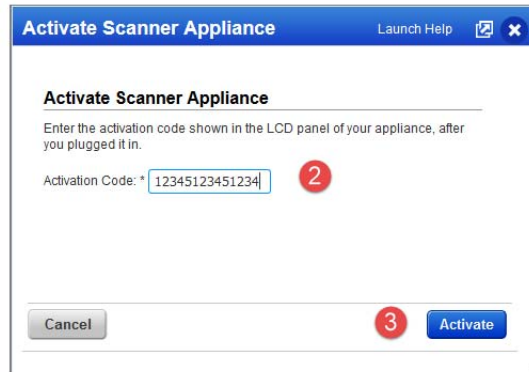 Activate Scanner Appliance Launch Help
Activate Scanner Appliance
Enter the activation code shown in the LCD panel of your appliance, after
you plugged it in.
Activation Code: * 12345123451234 2
Cancel 3 Activate